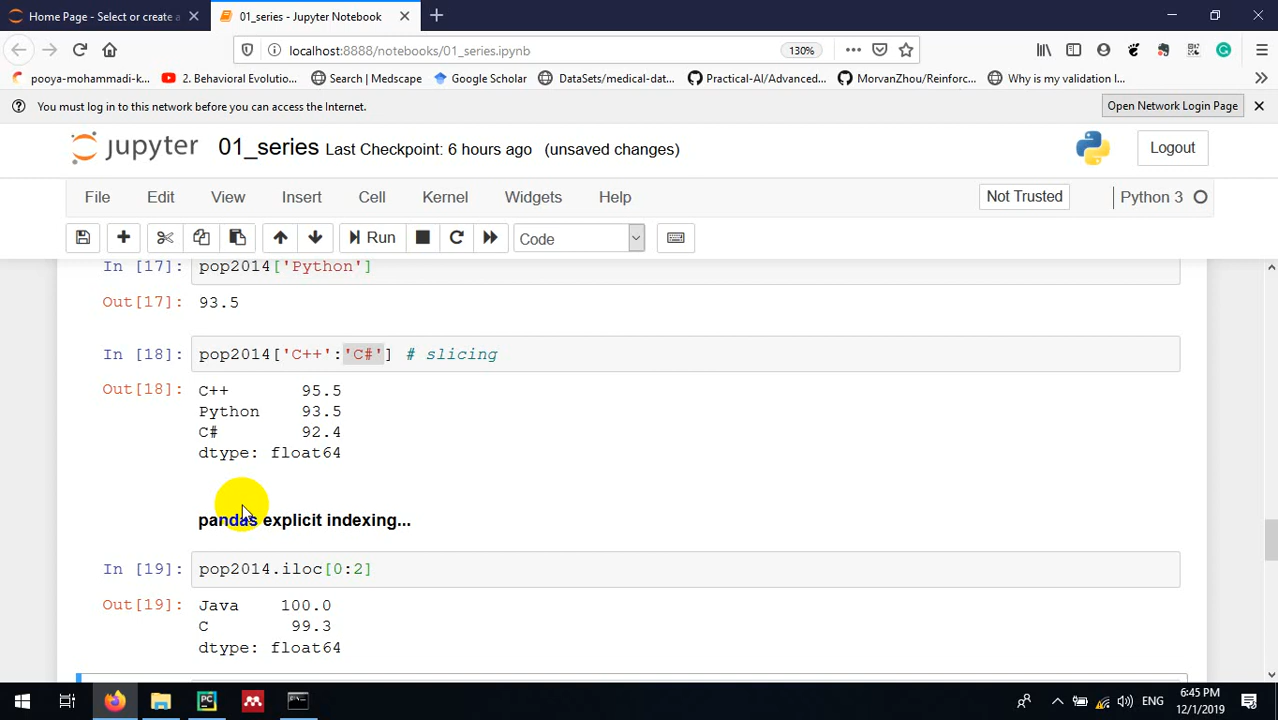 Home Page - Select or create a
01_series - Jupyter Notebook
localhost:8888/notebooks/01_series.ipynb
130%
pooya-mohammadi-k...
2. Behavioral Evolutio...
Search | Medscape
Google Scholar
DataSets/medical-dat...
Practical-AI/Advanced...
MorvanZhou/Reinforc...
Why is my validation I...
You must log in to this network before you can access the Internet.
Open Network Login Page
jupyter 01_series Last Checkpoint: 6 hours ago (unsaved changes)
Logout
File Edit View Insert Cell Kernel Widgets Help
Not Trusted
Python 3
Run
Code
In [17]: pop2014['Python']
Out[17]: 93.5
In [18]: pop2014['C++':'C#'] # slicing
Out[18]: C++ 95.5
Python 93.5
C# 92.4
dtype: float64
pandas explicit indexing...
In [19]: pop2014.iloc[0:2]
Out[19]: Java 100.0
C 99.3
dtype: float64
PC
ENG
6:45 PM
12/1/2019